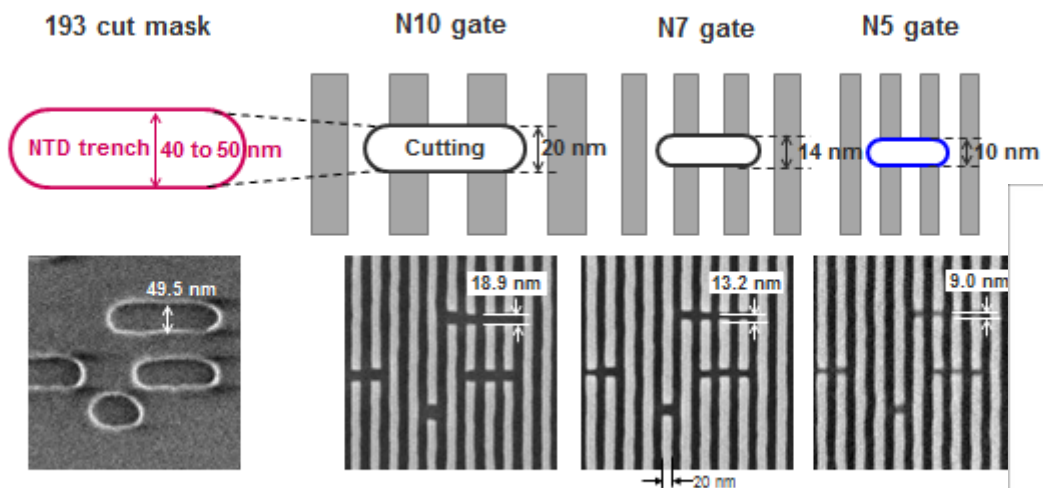 193 cut mask
N10 gate
N7 gate
N5 gate
NTD trench
40 to 50 nm
Cutting
20 nm
14 nm
10 nm
49.5 nm
18.9 nm
13.2 nm
9.0 nm
20 nm